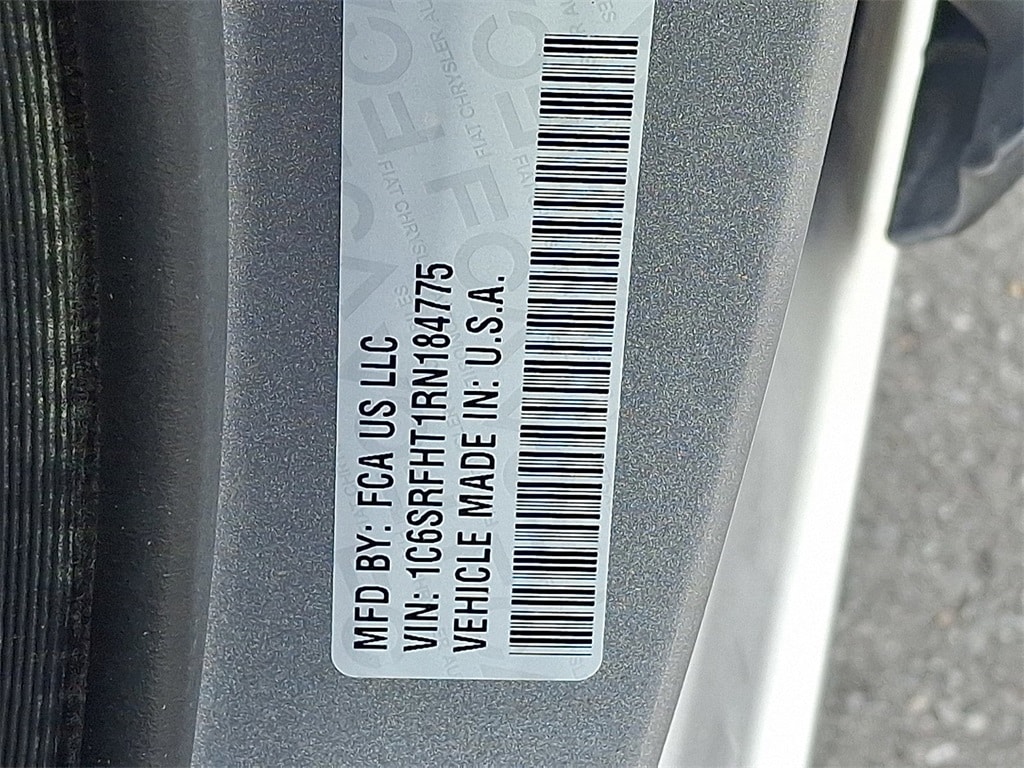 MFD BY: FCA US LLC
VIN: 1C6SRFHT1RN184775
VEHICLE MADE IN: U.S.A.